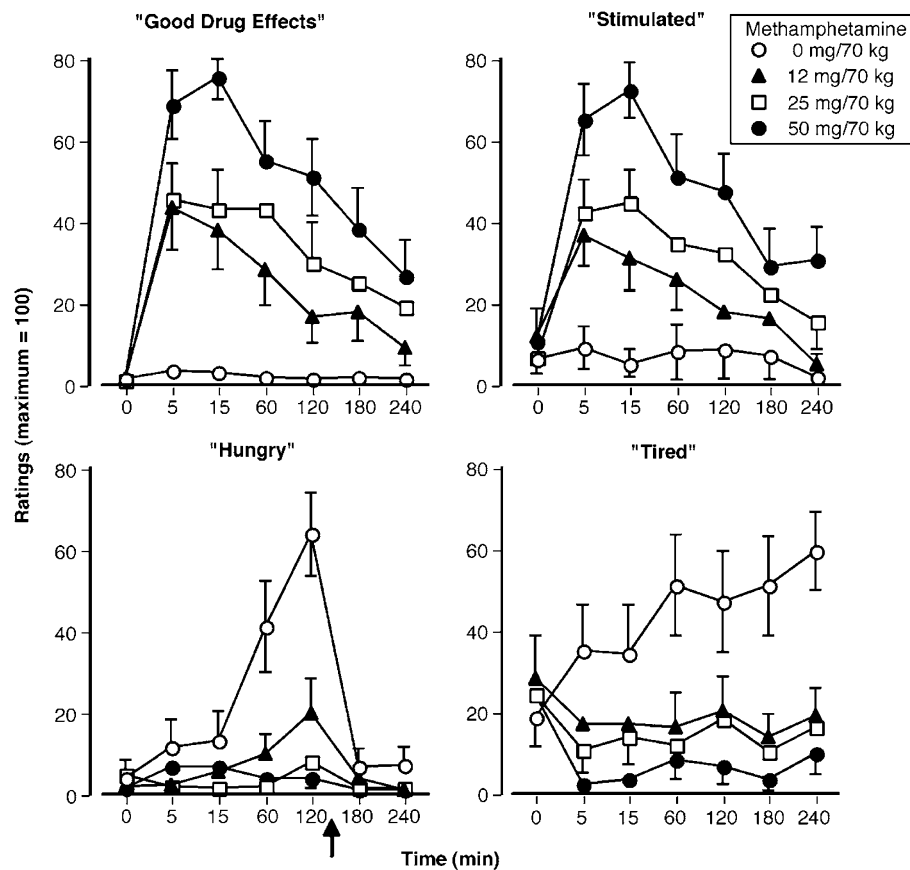 "Good Drug Effects"
"Stimulated"
Methamphetamine
0 mg/70 kg
12 mg/70 kg
25 mg/70 kg
50 mg/70 kg
80
60
40
20
0
0 5 15 60 120 180 240
80
60
40
20
0
0 5 15 60 120 180 240
Ratings (maximum = 100)
"Hungry"
"Tired"
80
60
40
20
0
0 5 15 60 120 180 240
80
60
40
20
0
0 5 15 60 120 180 240
Time (min)